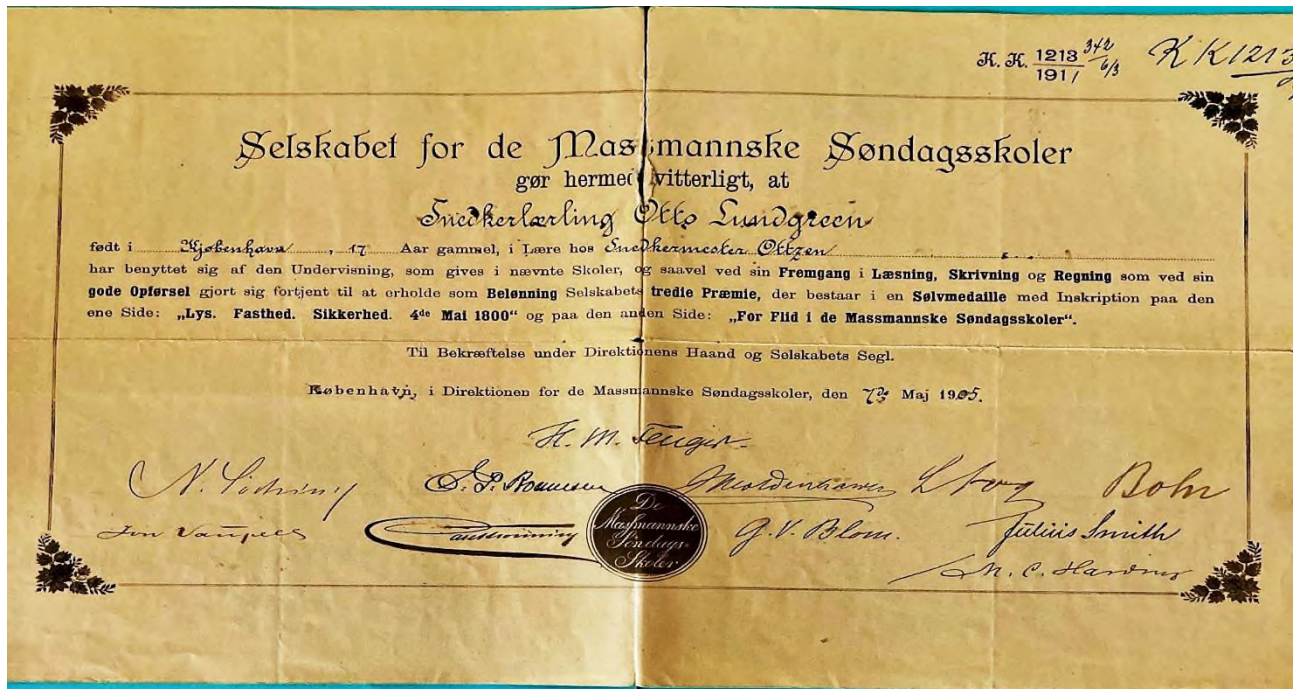 K. K. 1213/1911 342 6/3 K K 1213
Selskabet for de Massmannske Søndagsskoler
gør hermed vitterligt, at
Snedkerlærling Otto Lundgreen
født i Kjøbenhavn, 17 Aar gammel, i Lære hos Snedkermester Ottzen
har benyttet sig af den Undervisning, som gives i nævnte Skoler, og saavel ved sin Fremgang i Læsning, Skrivning og Regning som ved sin
gode Opførsel gjort sig fortjent til at erholde som Belønning Selskabets tredie Præmie, der bestaar i en Sølvmedaille med Inskription paa den
ene Side: „Lys. Fasthed. Sikkerhed. 4de Mai 1800“ og paa den anden Side: „For Flid i de Massmannske Søndagsskoler“.
Til Bekræftelse under Direktionens Haand og Selskabets Segl.
København, i Direktionen for de Massmannske Søndagsskoler, den 7de Maj 1905.
H. M. Fenger
N. Bohr
G. V. Blom. Julius Smith
De
Massmannske
Søndags-
Skoler